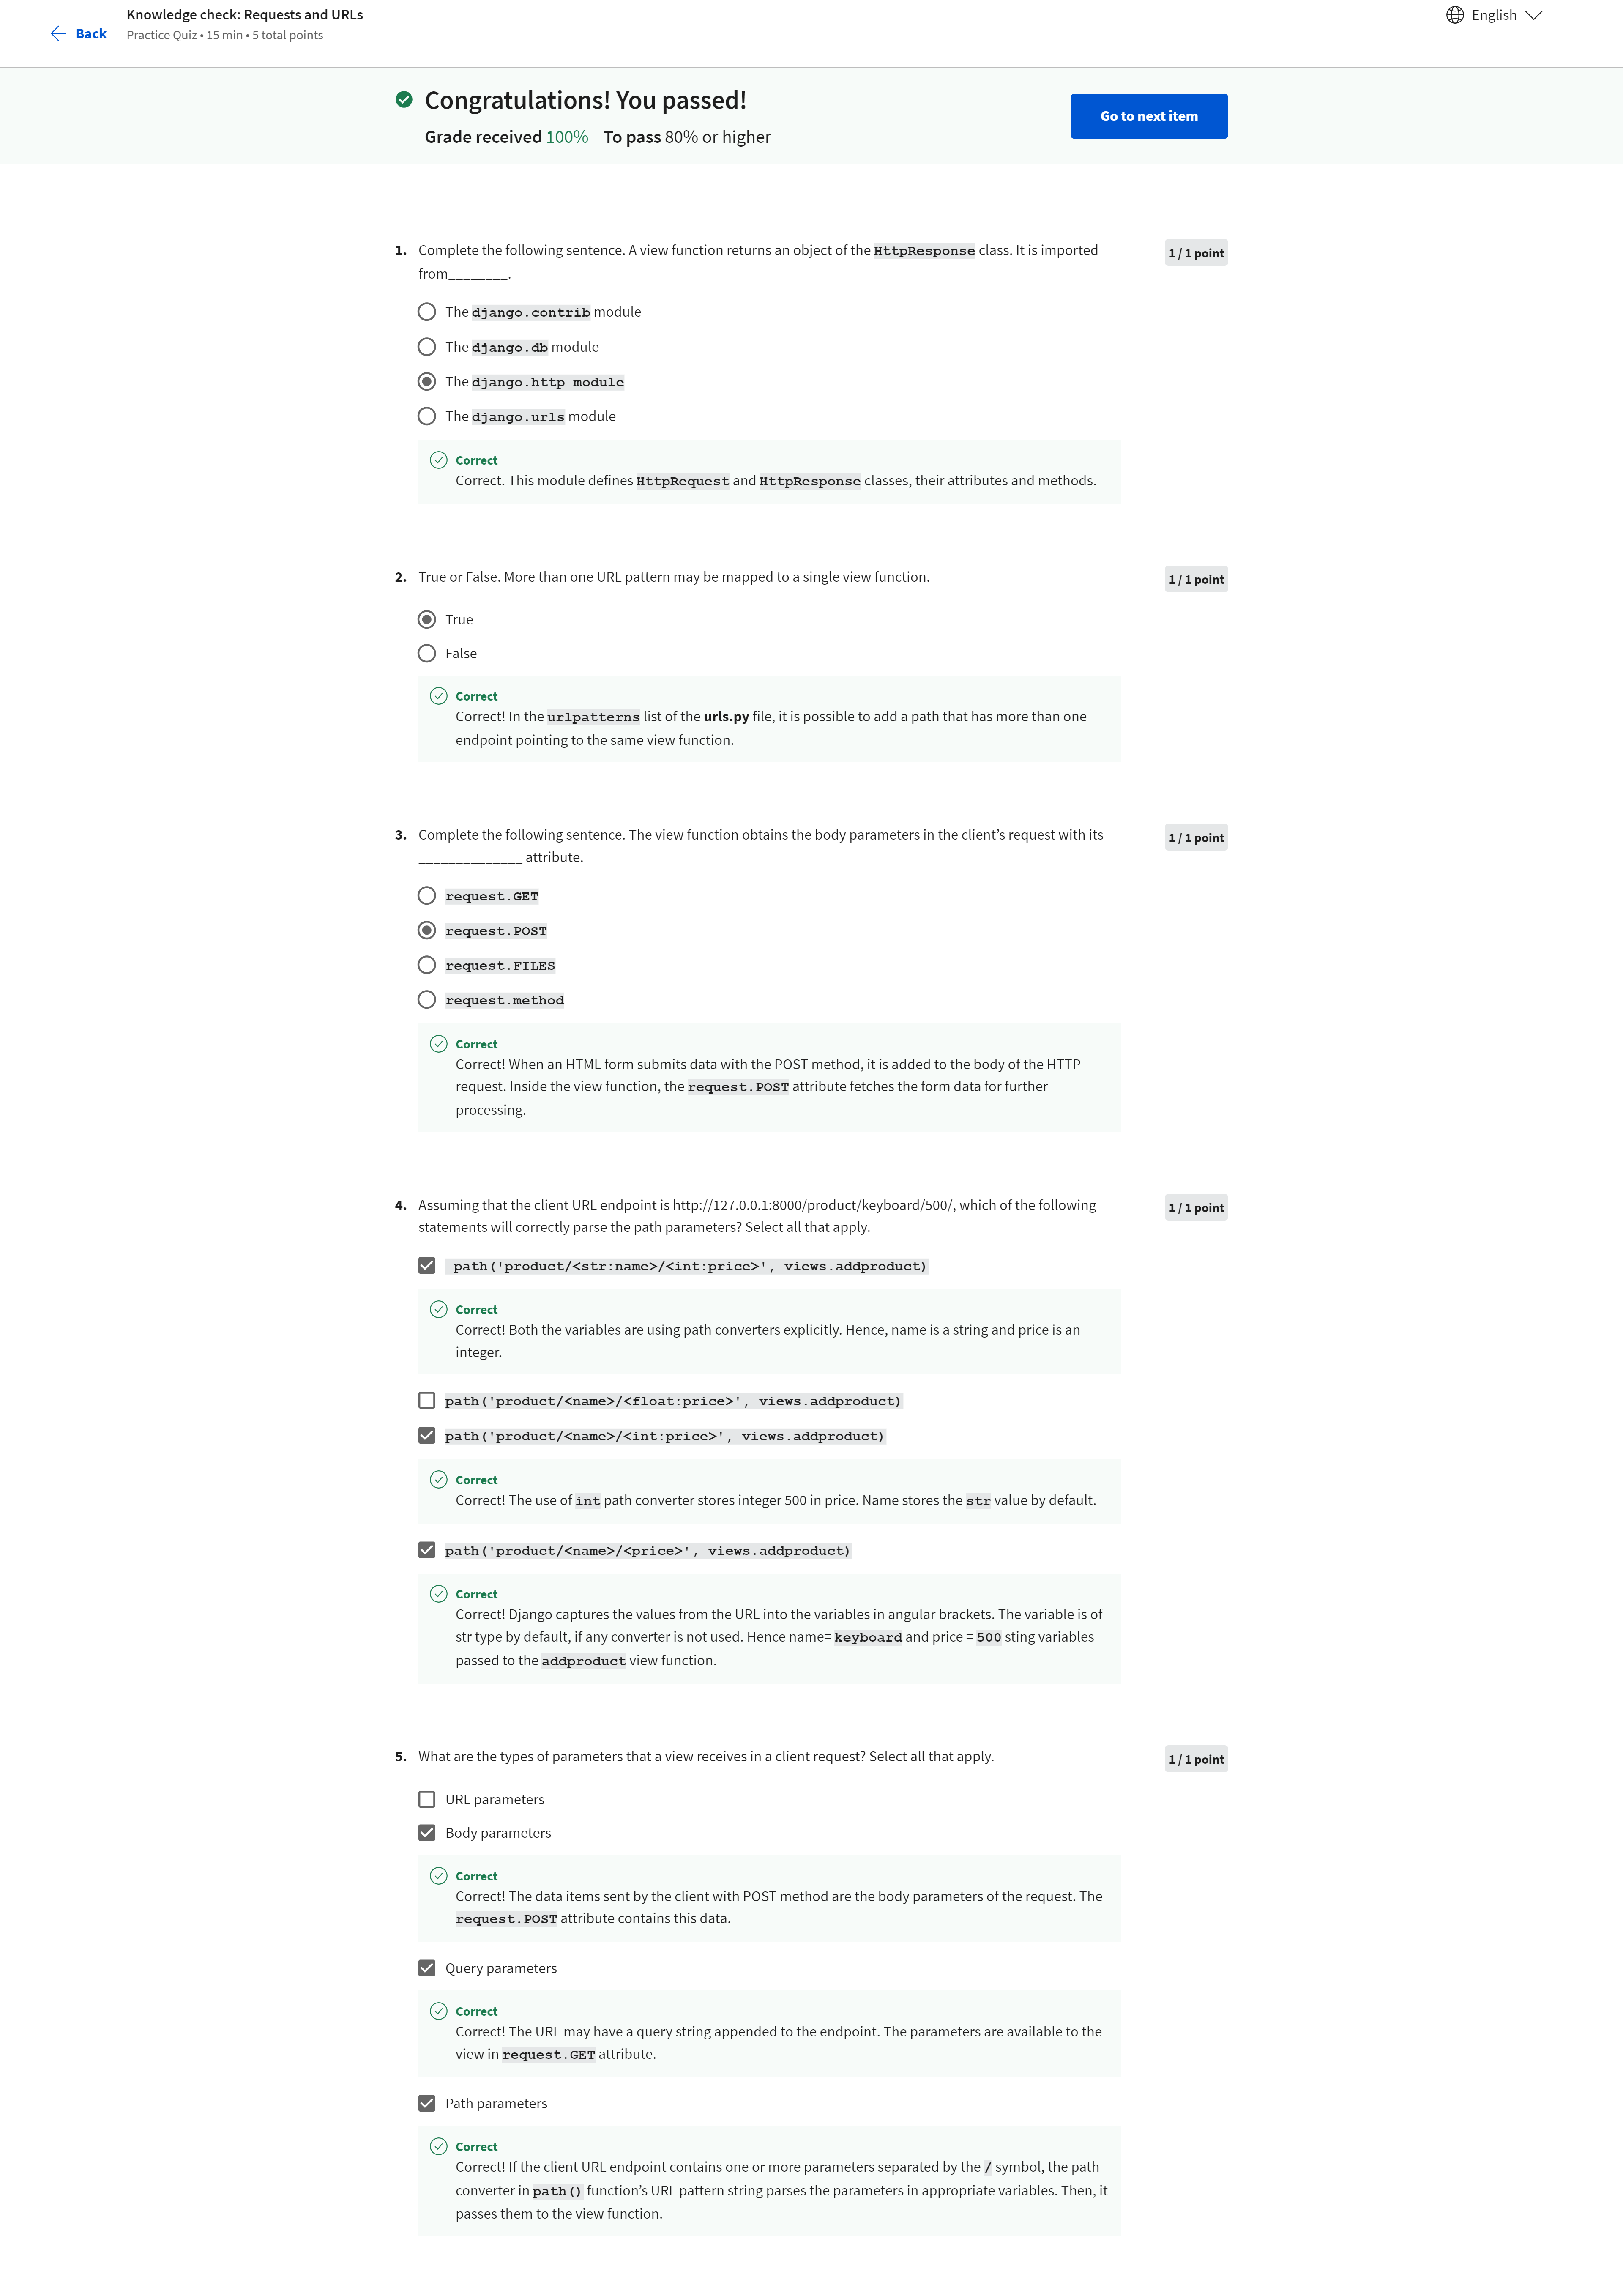 Back
Knowledge check: Requests and URLs
Practice Quiz • 15 min • 5 total points
English
Congratulations! You passed!
Grade received 100% To pass 80% or higher
Go to next item
1. Complete the following sentence. A view function returns an object of the HttpResponse class. It is imported
from________.
1 / 1 point
The django.contrib module
The django.db module
The django.http module
The django.urls module
Correct
Correct. This module defines HttpRequest and HttpResponse classes, their attributes and methods.
2. True or False. More than one URL pattern may be mapped to a single view function.
1 / 1 point
True
False
Correct
Correct! In the urlpatterns list of the urls.py file, it is possible to add a path that has more than one
endpoint pointing to the same view function.
3. Complete the following sentence. The view function obtains the body parameters in the client’s request with its
______________ attribute.
1 / 1 point
request.GET
request.POST
request.FILES
request.method
Correct
Correct! When an HTML form submits data with the POST method, it is added to the body of the HTTP
request. Inside the view function, the request.POST attribute fetches the form data for further
processing.
4. Assuming that the client URL endpoint is http://127.0.0.1:8000/product/keyboard/500/, which of the following
statements will correctly parse the path parameters? Select all that apply.
1 / 1 point
path('product/<str:name>/<int:price>', views.addproduct)
Correct
Correct! Both the variables are using path converters explicitly. Hence, name is a string and price is an
integer.
path('product/<name>/<float:price>', views.addproduct)
path('product/<name>/<int:price>', views.addproduct)
Correct
Correct! The use of int path converter stores integer 500 in price. Name stores the str value by default.
path('product/<name>/<price>', views.addproduct)
Correct
Correct! Django captures the values from the URL into the variables in angular brackets. The variable is of
str type by default, if any converter is not used. Hence name= keyboard and price = 500 sting variables
passed to the addproduct view function.
5. What are the types of parameters that a view receives in a client request? Select all that apply.
1 / 1 point
URL parameters
Body parameters
Correct
Correct! The data items sent by the client with POST method are the body parameters of the request. The
request.POST attribute contains this data.
Query parameters
Correct
Correct! The URL may have a query string appended to the endpoint. The parameters are available to the
view in request.GET attribute.
Path parameters
Correct
Correct! If the client URL endpoint contains one or more parameters separated by the / symbol, the path
converter in path() function’s URL pattern string parses the parameters in appropriate variables. Then, it
passes them to the view function.